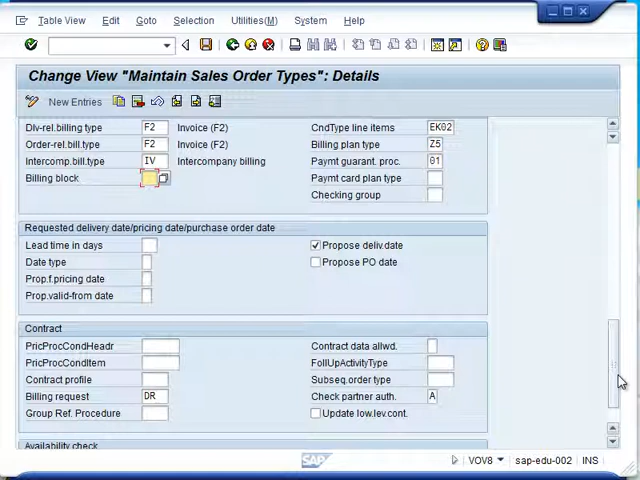 Table View Edit Goto Selection Utilities(M) System Help
Change View "Maintain Sales Order Types": Details
New Entries
Dlv-rel.billing type F2 Invoice (F2) CndType line items EK02
Order-rel.bill.type F2 Invoice (F2) Billing plan type Z5
Intercomp.bill.type IV Intercompany billing Paymt guarant. proc. 01
Billing block Paymt card plan type
Checking group
Requested delivery date/pricing date/purchase order date
Lead time in days Propose deliv.date
Date type Propose PO date
Prop.f.pricing date
Prop.valid-from date
Contract
PricProcCondHeadr Contract data allwd.
PricProcCondItem FollUpActivityType
Contract profile Subseq.order type
Billing request DR Check partner auth. A
Group Ref. Procedure Update low.lev.cont.
Availability check
SAP VOV8 sap-edu-002 INS